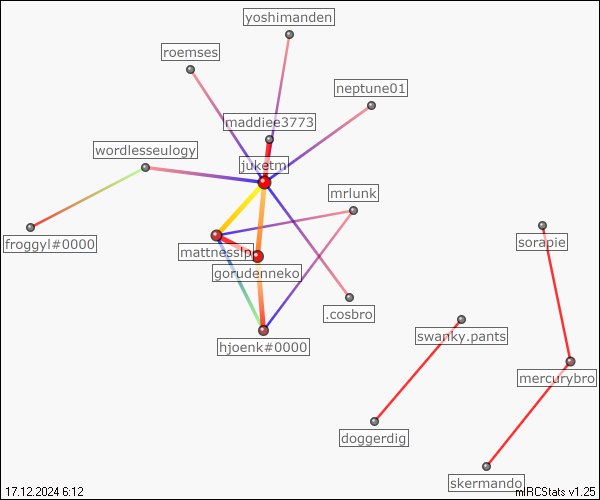 yoshimanden
roemses
neptune01
maddiee3773
wordlesseulogy
juketm
mrlunk
froggyl#0000
sorapie
mattnesslp
gorudenneko
.cosbro
swanky.pants
hjoenk#0000
mercurybro
doggerdig
skermando
17.12.2024 6:12
mIRCStats v1.25